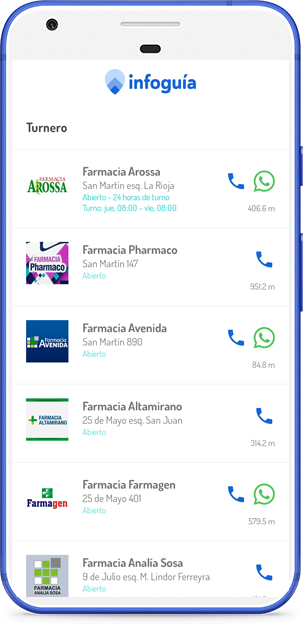 infoguía
Turnero
FARMACIA
AROSSA
Farmacia Arossa
San Martin esq. La Rioja
Abierto - 24 horas de turno
Turno: jue, 08:00 - vie, 08:00
406.6 m
FARMACIA
Pharmaco
Farmacia Pharmaco
San Martin 147
Abierto
951.2 m
Farmacia
AVENIDA
Farmacia Avenida
San Martin 890
Abierto
84.8 m
FARMACIA
ALTAMIRANO
Farmacia Altamirano
25 de Mayo esq. San Juan
Abierto
314.2 m
Farmagen
Farmacia Farmagen
25 de Mayo 401
Abierto
579.5 m
FARMACIA
ANALIA SOSA
Farmacia Analia Sosa
9 de Julio esq. M. Lindor Ferreyra
Abierto